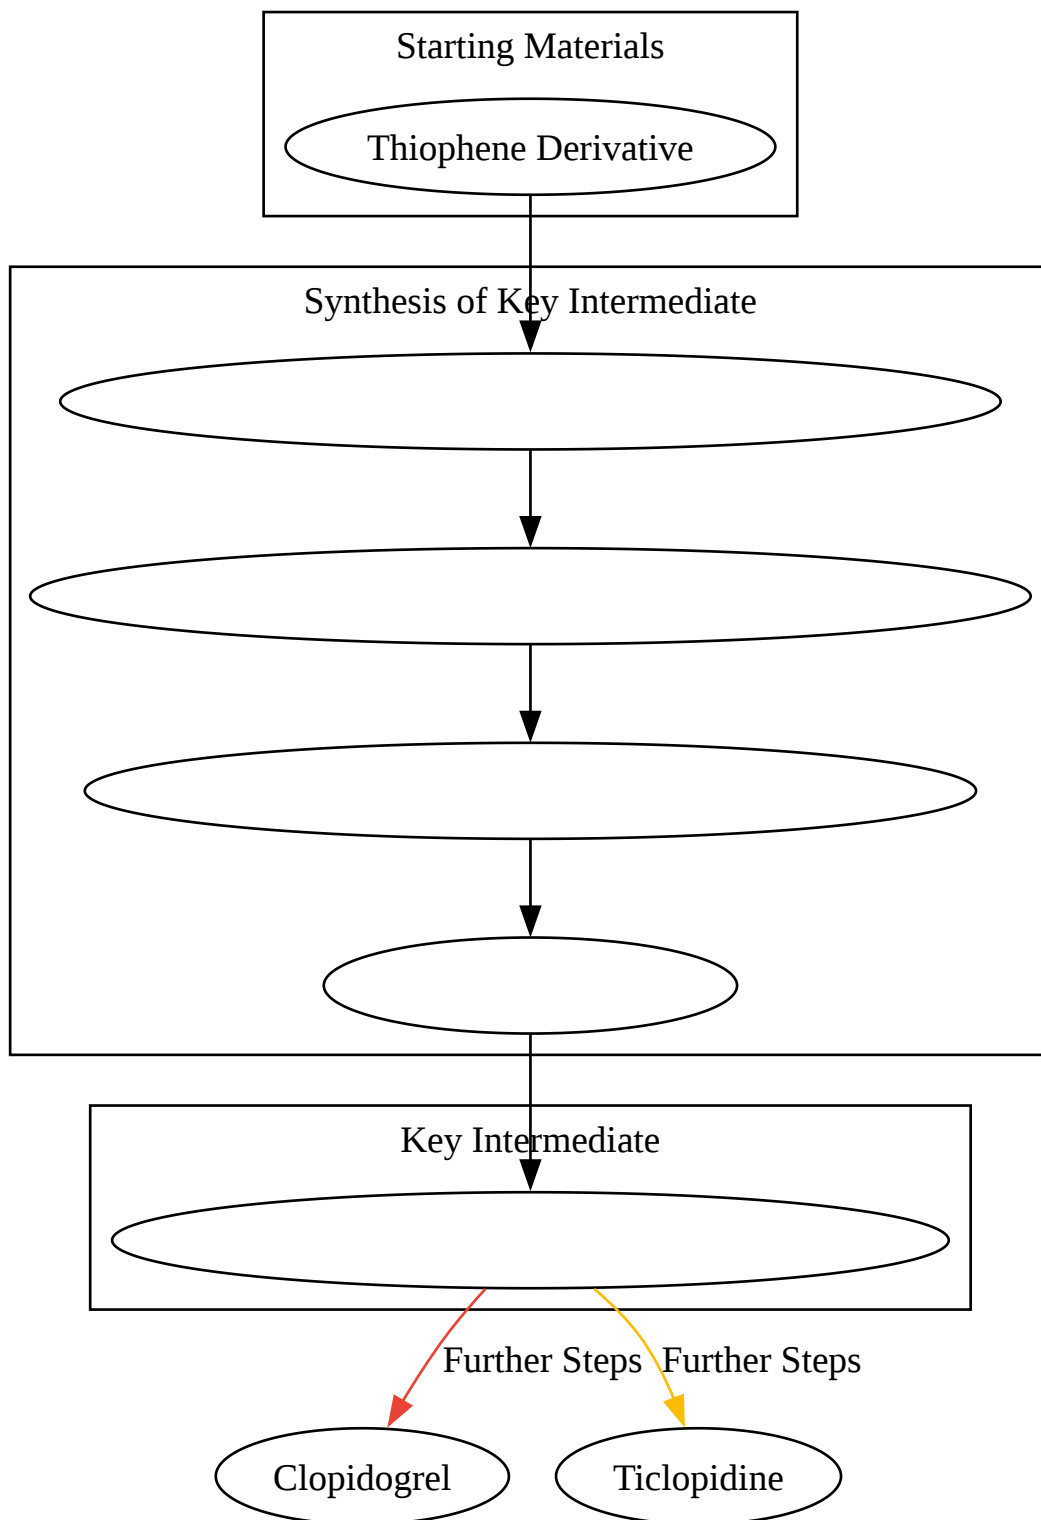 Starting Materials
Thiophene Derivative
Synthesis of Key Intermediate
Key Intermediate
Further Steps
Further Steps
Clopidogrel
Ticlopidine